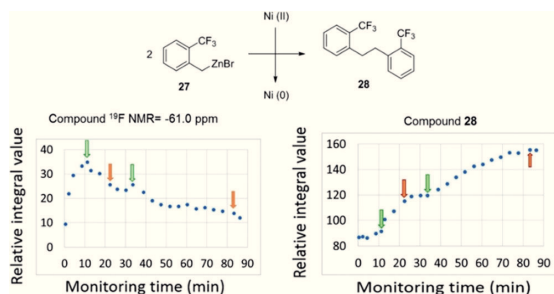 Ni (II)
2
CF₃
ZnBr
27
Ni (0)
CF₃
CF₃
28
Compound ¹⁹F NMR= -61.0 ppm
Relative integral value
40
30
20
10
0
0 10 20 30 40 50 60 70 80 90
Monitoring time (min)
Compound 28
Relative integral value
160
140
120
100
80
0 10 20 30 40 50 60 70 80 90
Monitoring time (min)